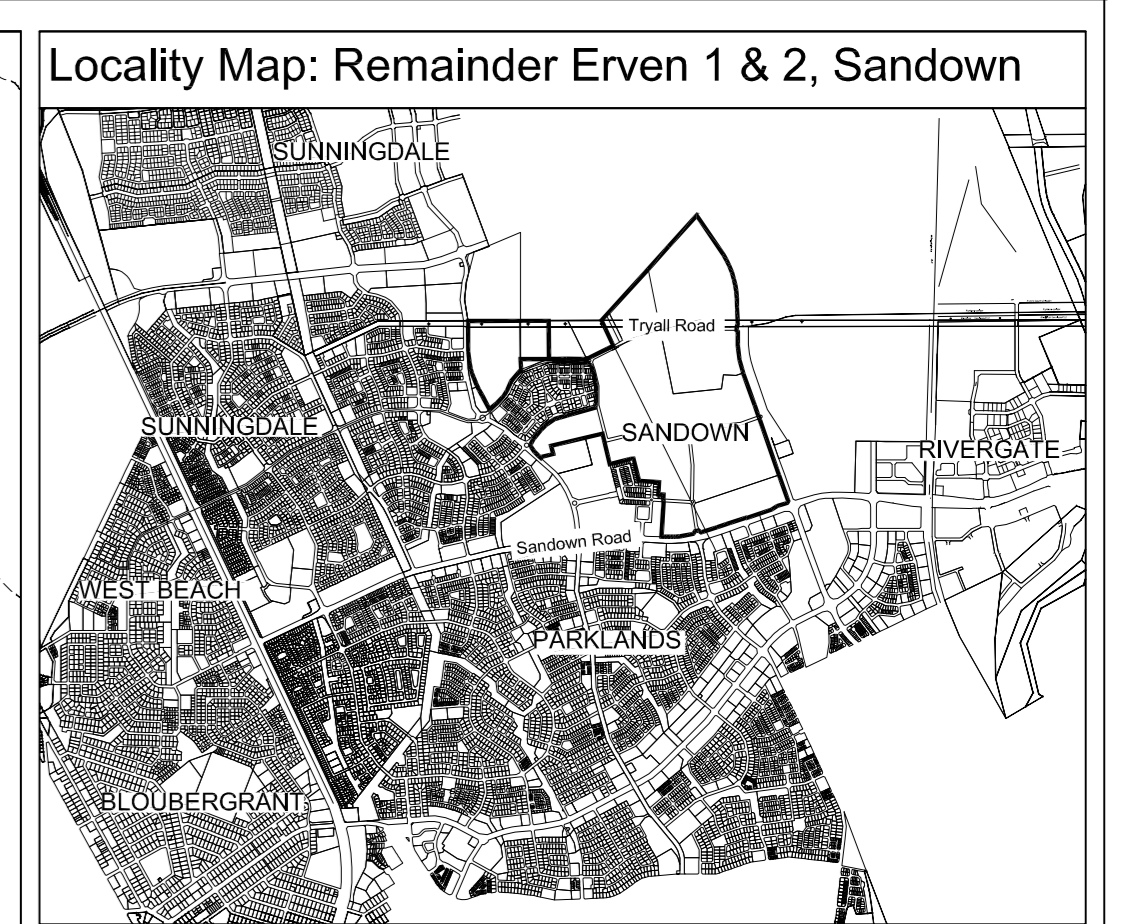 Locality Map: Remainder Erven 1 & 2, Sandown
SUNNINGDALE
Tryall Road
SUNNINGDALE
SANDOWN
RIVERGATE
Sandown Road
WEST BEACH
PARKLANDS
BLOUBERGRANT